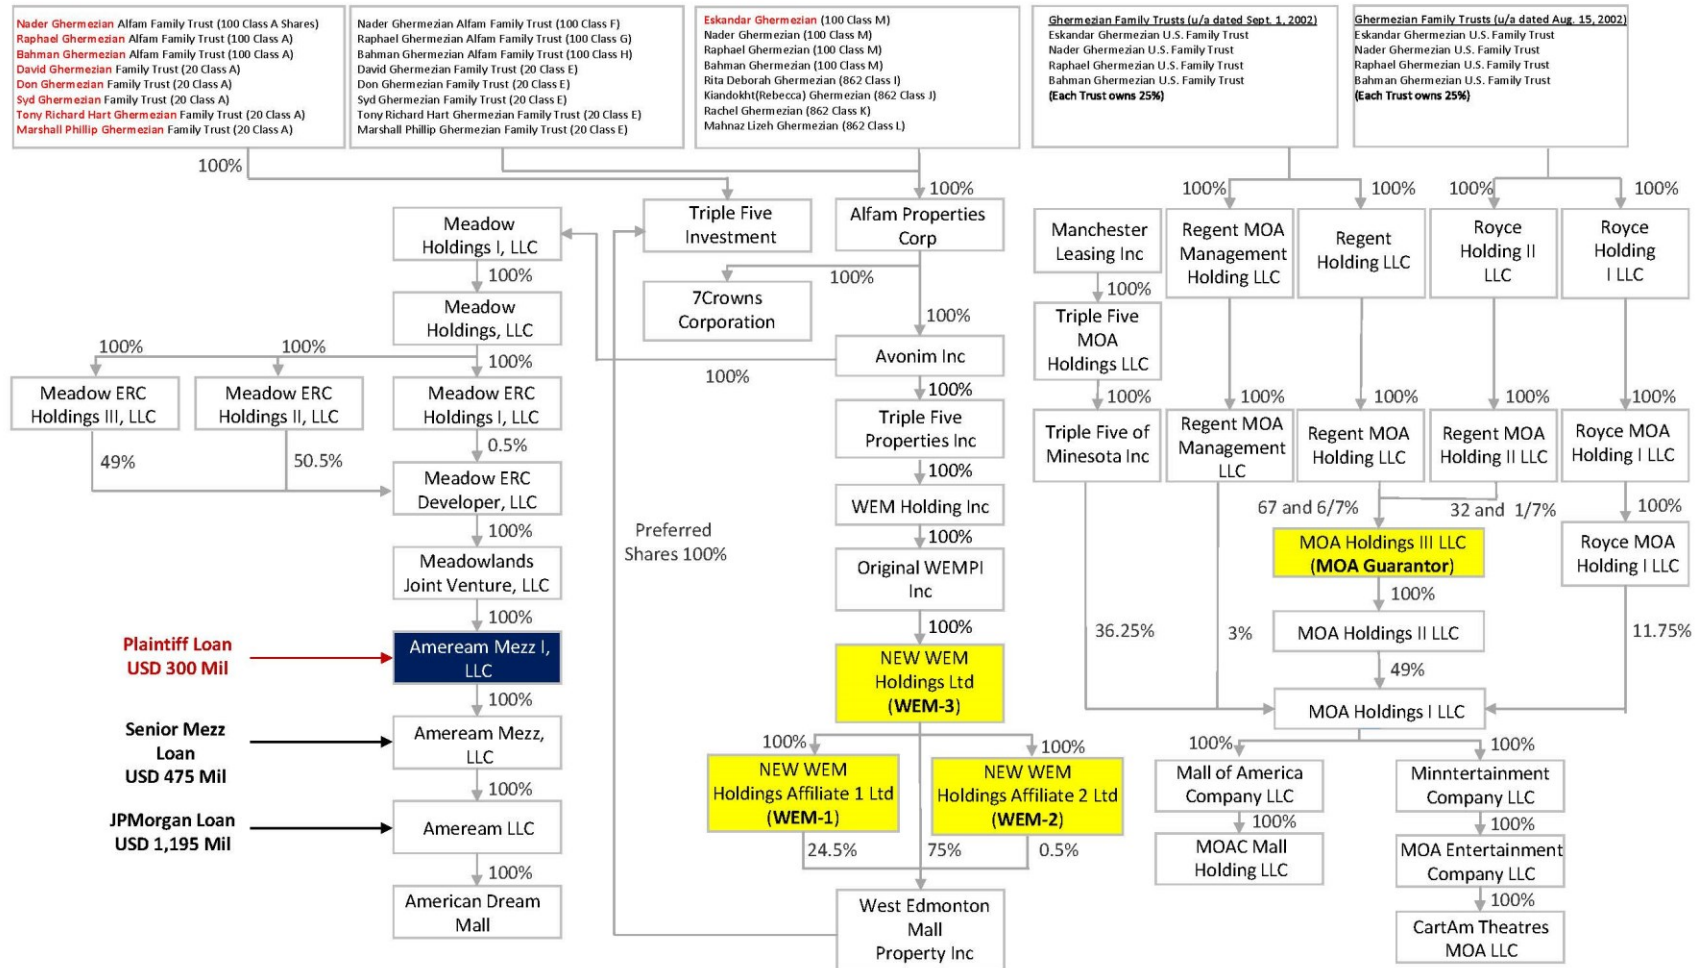 Nader Ghermezian Alfam Family Trust (100 Class A Shares)
Raphael Ghermezian Alfam Family Trust (100 Class A)
Bahman Ghermezian Alfam Family Trust (100 Class A)
David Ghermezian Family Trust (20 Class A)
Don Ghermezian Family Trust (20 Class A)
Syd Ghermezian Family Trust (20 Class A)
Tony Richard Hart Ghermezian Family Trust (20 Class A)
Marshall Phillip Ghermezian Family Trust (20 Class A)
Nader Ghermezian Alfam Family Trust (100 Class F)
Raphael Ghermezian Alfam Family Trust (100 Class G)
Bahman Ghermezian Alfam Family Trust (100 Class H)
David Ghermezian Family Trust (20 Class E)
Don Ghermezian Family Trust (20 Class E)
Syd Ghermezian Family Trust (20 Class E)
Tony Richard Hart Ghermezian Family Trust (20 Class E)
Marshall Phillip Ghermezian Family Trust (20 Class E)
Eskandar Ghermezian (100 Class M)
Nader Ghermezian (100 Class M)
Raphael Ghermezian (100 Class M)
Bahman Ghermezian (100 Class M)
Rita Deborah Ghermezian (862 Class I)
Kiandokht(Rebecca) Ghermezian (862 Class J)
Rachel Ghermezian (862 Class K)
Mahnaz Lizeh Ghermezian (862 Class L)
Ghermezian Family Trusts (u/a dated Sept. 1, 2002)
Eskandar Ghermezian U.S. Family Trust
Nader Ghermezian U.S. Family Trust
Raphael Ghermezian U.S. Family Trust
Bahman Ghermezian U.S. Family Trust
(Each Trust owns 25%)
Ghermezian Family Trusts (u/a dated Aug. 15, 2002)
Eskandar Ghermezian U.S. Family Trust
Nader Ghermezian U.S. Family Trust
Raphael Ghermezian U.S. Family Trust
Bahman Ghermezian U.S. Family Trust
(Each Trust owns 25%)
100%
100%
100%
100%
100%
100%
Meadow
Holdings I, LLC
Triple Five
Investment
Alfam Properties
Corp
Manchester
Leasing Inc
Regent MOA
Management
Holding LLC
Regent
Holding LLC
Royce
Holding II
LLC
Royce
Holding
I LLC
100%
100%
100%
Meadow
Holdings, LLC
7Crowns
Corporation
Triple Five
MOA
Holdings LLC
100%
100%
100%
100%
Avonim Inc
100%
Meadow ERC
Holdings III, LLC
Meadow ERC
Holdings II, LLC
Meadow ERC
Holdings I, LLC
100%
100%
100%
100%
100%
100%
Triple Five
Properties Inc
Triple Five of
Minesota Inc
Regent MOA
Management
LLC
Regent MOA
Holding LLC
Regent MOA
Holding II LLC
Royce MOA
Holding I LLC
49%
50.5%
0.5%
100%
Meadow ERC
Developer, LLC
WEM Holding Inc
67 and 6/7%
32 and 1/7%
100%
100%
100%
Preferred
Shares 100%
MOA Holdings III LLC
(MOA Guarantor)
Royce MOA
Holding I LLC
Meadowlands
Joint Venture, LLC
Original WEMPI
Inc
100%
100%
100%
36.25%
3%
MOA Holdings II LLC
11.75%
Plaintiff Loan
USD 300 Mil
Ameream Mezz I,
LLC
NEW WEM
Holdings Ltd
(WEM-3)
49%
100%
MOA Holdings I LLC
Senior Mezz
Loan
USD 475 Mil
Ameream Mezz,
LLC
100%
100%
100%
100%
NEW WEM
Holdings Affiliate 1 Ltd
(WEM-1)
NEW WEM
Holdings Affiliate 2 Ltd
(WEM-2)
Mall of America
Company LLC
Minntertainment
Company LLC
100%
JPMorgan Loan
USD 1,195 Mil
Ameream LLC
100%
100%
24.5%
75%
0.5%
MOAC Mall
Holding LLC
MOA Entertainment
Company LLC
100%
100%
American Dream
Mall
West Edmonton
Mall
Property Inc
CartAm Theatres
MOA LLC